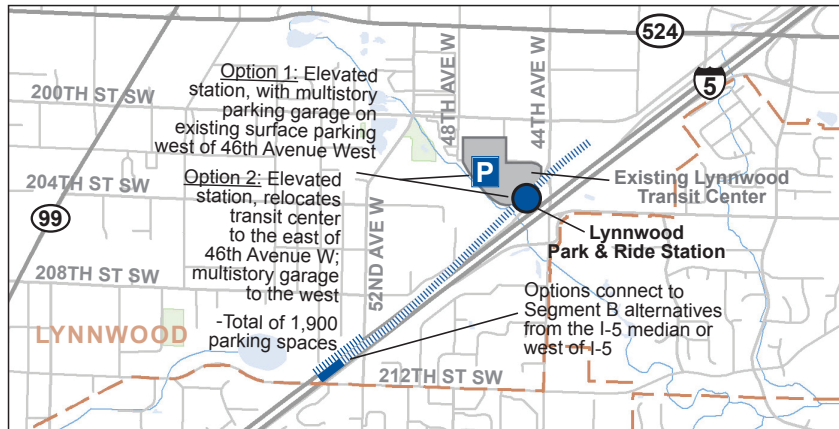 524
5
Option 1: Elevated
station, with multistory
parking garage on
existing surface parking
west of 46th Avenue West
200TH ST SW
48TH AVE W
44TH AVE W
P
Existing Lynnwood
Transit Center
204TH ST SW
Option 2: Elevated
station, relocates
transit center
to the east of
46th Avenue W;
multistory garage
to the west
-Total of 1,900
parking spaces
99
52ND AVE W
Lynnwood
Park & Ride Station
208TH ST SW
Options connect to
Segment B alternatives
from the I-5 median or
west of I-5
LYNNWOOD
212TH ST SW